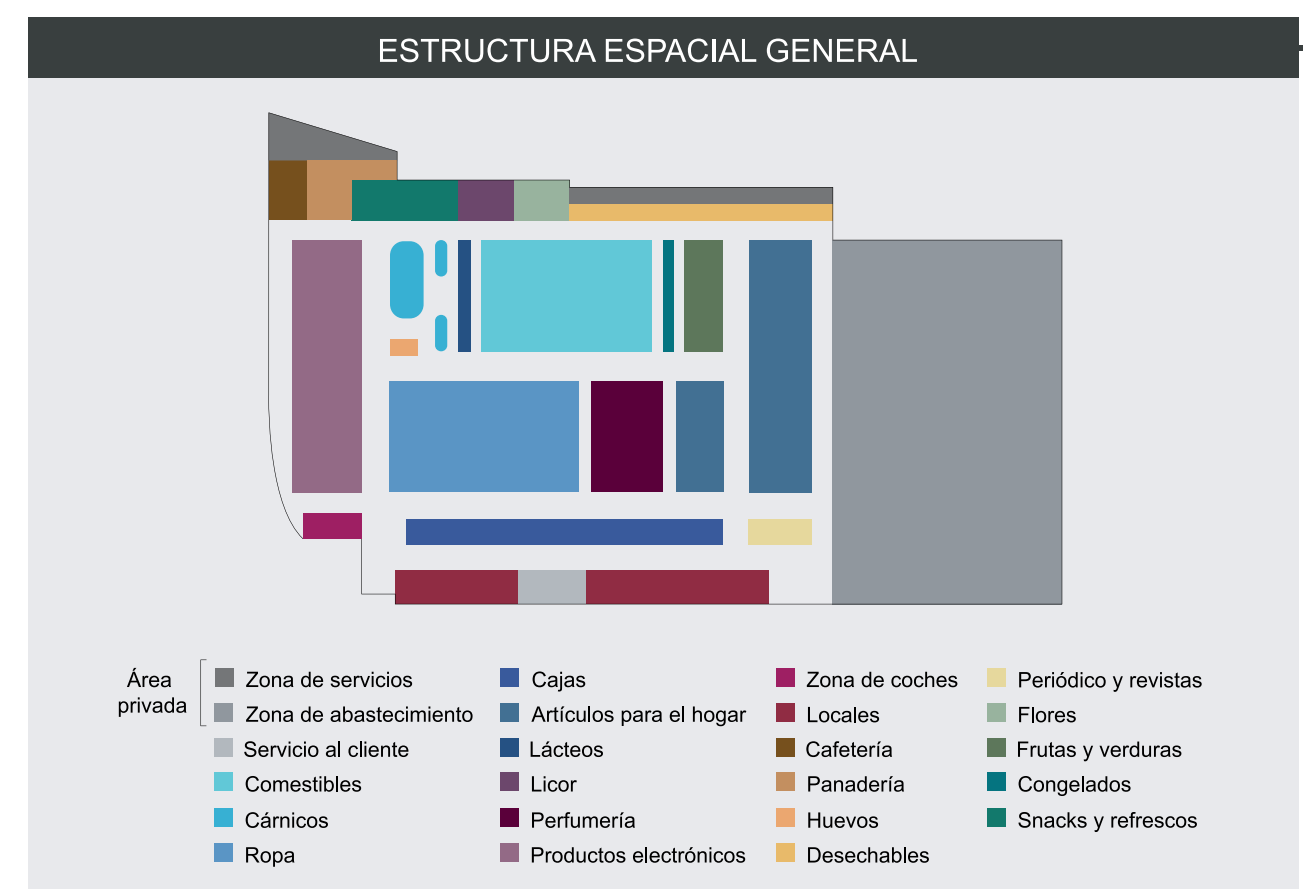 ESTRUCTURA ESPACIAL GENERAL
Área
privada
Zona de servicios
Zona de abastecimiento
Servicio al cliente
Comestibles
Cárnicos
Ropa
Cajas
Artículos para el hogar
Lácteos
Licor
Perfumería
Productos electrónicos
Zona de coches
Locales
Cafetería
Panadería
Huevos
Desechables
Periódico y revistas
Flores
Frutas y verduras
Congelados
Snacks y refrescos